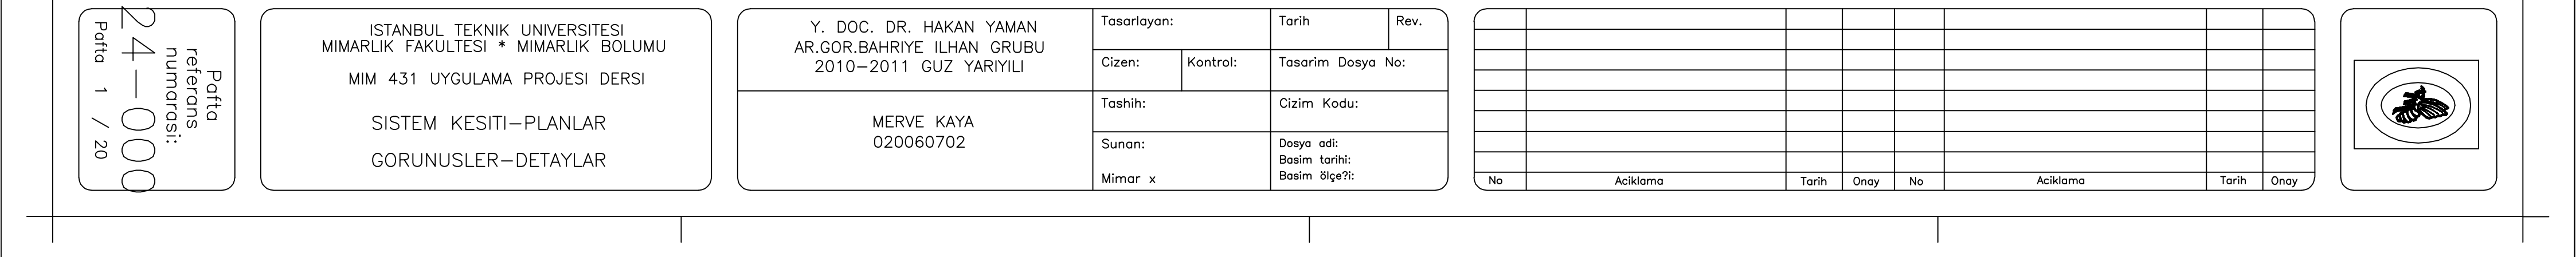 Pafta
referans
numarasi:
24-000
Pafta 1 / 20
ISTANBUL TEKNIK UNIVERSITESI
MIMARLIK FAKULTESI * MIMARLIK BOLUMU
MIM 431 UYGULAMA PROJESI DERSI
SISTEM KESITI-PLANLAR
GORUNUSLER-DETAYLAR
Y. DOC. DR. HAKAN YAMAN
AR.GOR.BAHRIYE ILHAN GRUBU
2010-2011 GUZ YARIYILI
MERVE KAYA
020060702
Tasarlayan:
Tarih
Rev.
Cizen:
Kontrol:
Tasarim Dosya No:
Tashih:
Cizim Kodu:
Sunan:
Mimar x
Dosya adi:
Basim tarihi:
Basim ölçe?i:
No Aciklama Tarih Onay No Aciklama Tarih Onay